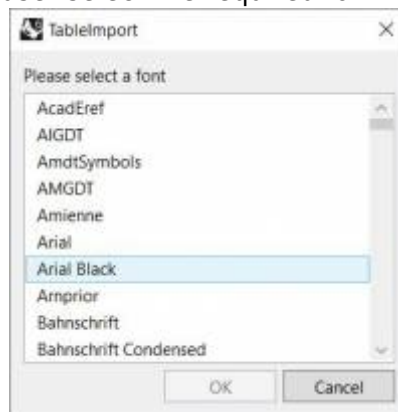 TableImport
Please select a font
AcadEref
AIGDT
AmdtSymbols
AMGDT
Amienne
Arial
Arial Black
Arnprior
Bahnschrift
Bahnschrift Condensed
OK
Cancel